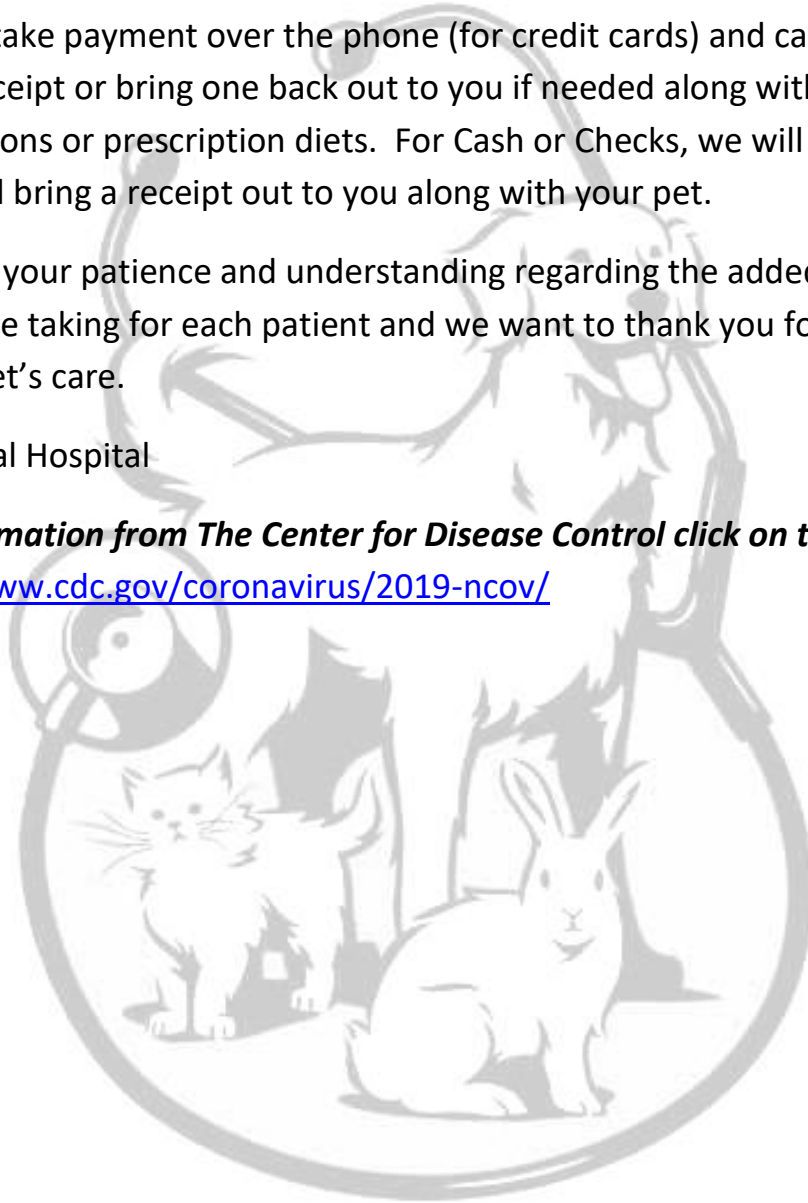 take payment over the phone (for credit cards) and ca
ceipt or bring one back out to you if needed along with
ons or prescription diets.  For Cash or Checks, we will
d bring a receipt out to you along with your pet.
your patience and understanding regarding the added
e taking for each patient and we want to thank you fo
et’s care.
al Hospital
mation from The Center for Disease Control click on t
ww.cdc.gov/coronavirus/2019-ncov/